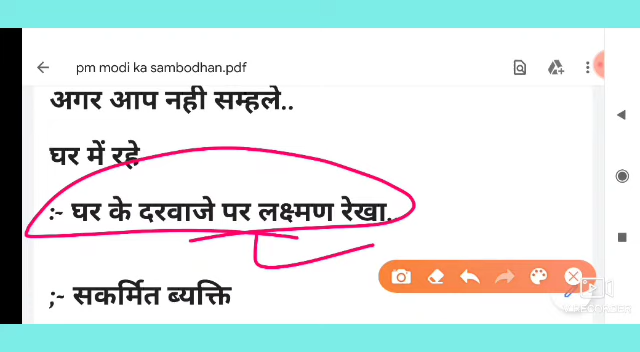 pm modi ka sambodhan.pdf
अगर आप नही सम्हले..
घर में रहे
:- घर के दरवाजे पर लक्ष्मण रेखा..
;- सकर्मित ब्यक्ति